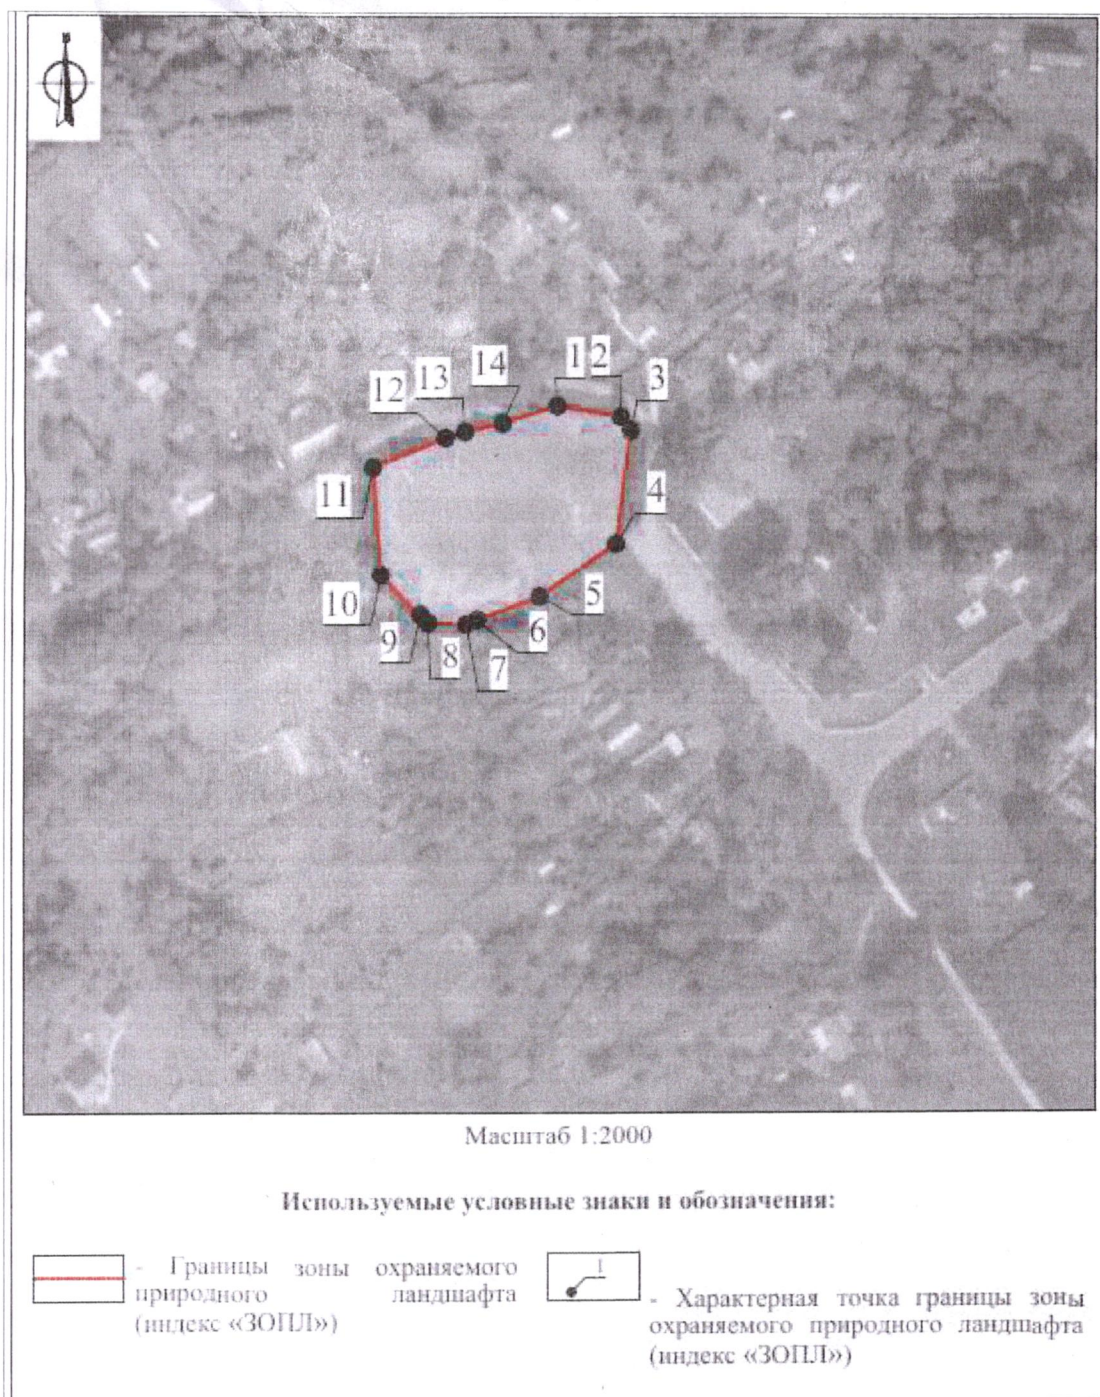 1 2
3
14
13
12
11
4
10
5
9
8
6
7
Масштаб 1:2000
Используемые условные знаки и обозначения:
- Границы зоны охраняемого
природного ландшафта
(индекс «ЗОПЛ»)
1
- Характерная точка границы зоны
охраняемого природного ландшафта
(индекс «ЗОПЛ»)